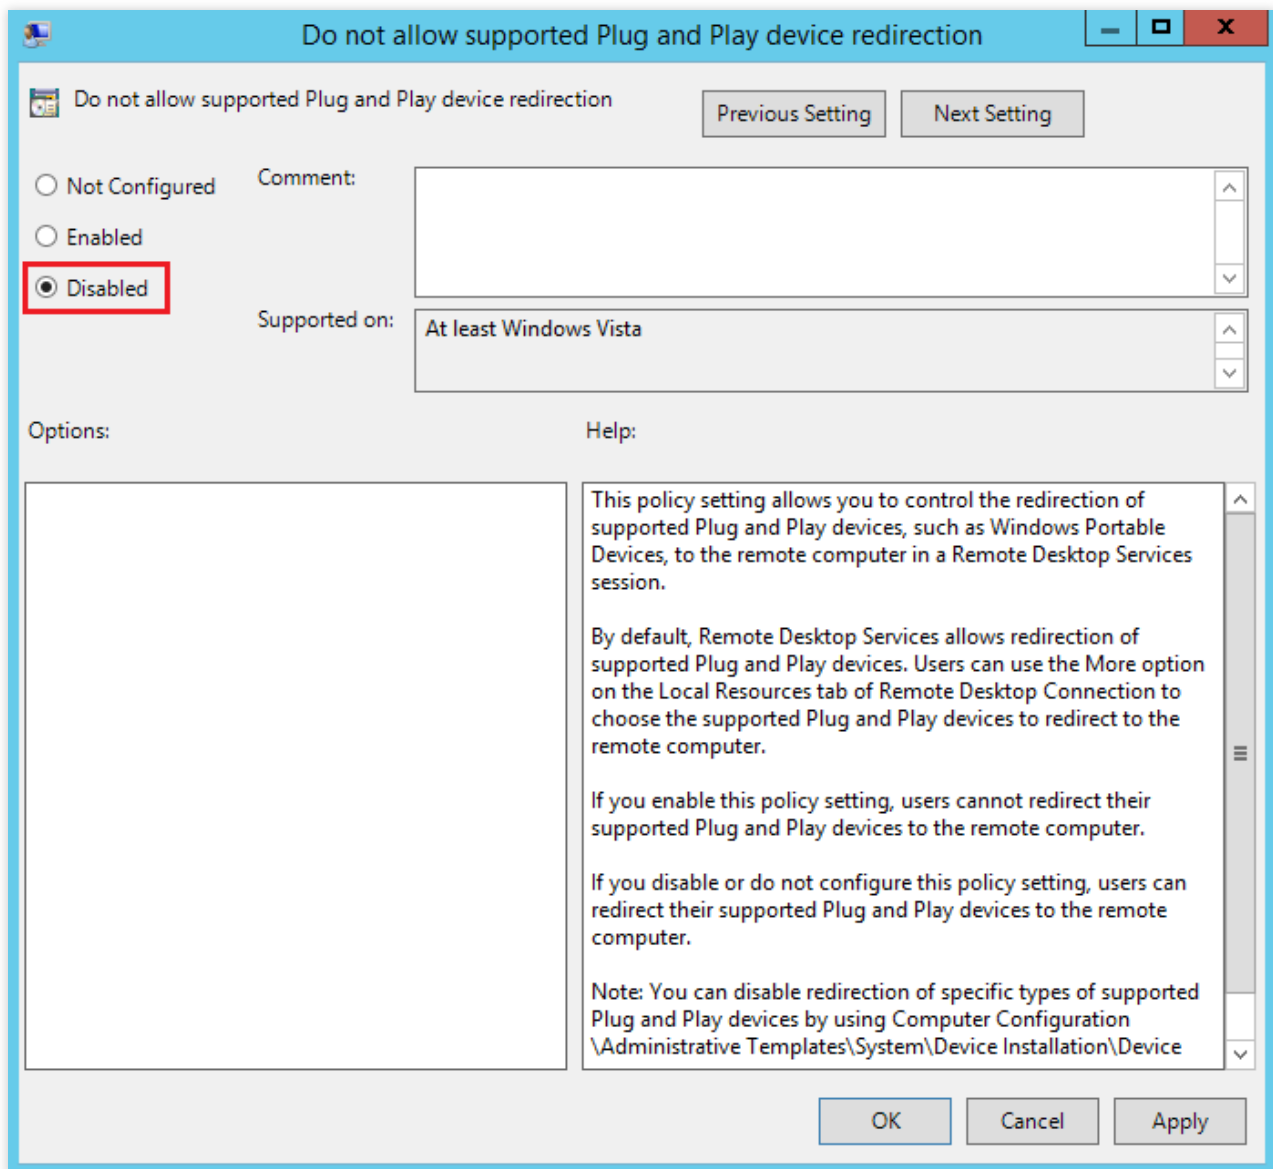 Do not allow supported Plug and Play device redirection
X
Do not allow supported Plug and Play device redirection
Previous Setting
Next Setting
Not Configured
Comment:
Enabled
Disabled
Supported on:
At least Windows Vista
Options:
Help:
This policy setting allows you to control the redirection of
supported Plug and Play devices, such as Windows Portable
Devices, to the remote computer in a Remote Desktop Services
session.
By default, Remote Desktop Services allows redirection of
supported Plug and Play devices. Users can use the More option
on the Local Resources tab of Remote Desktop Connection to
choose the supported Plug and Play devices to redirect to the
remote computer.
If you enable this policy setting, users cannot redirect their
supported Plug and Play devices to the remote computer.
If you disable or do not configure this policy setting, users can
redirect their supported Plug and Play devices to the remote
computer.
Note: You can disable redirection of specific types of supported
Plug and Play devices by using Computer Configuration
\Administrative Templates\System\Device Installation\Device
OK
Cancel
Apply